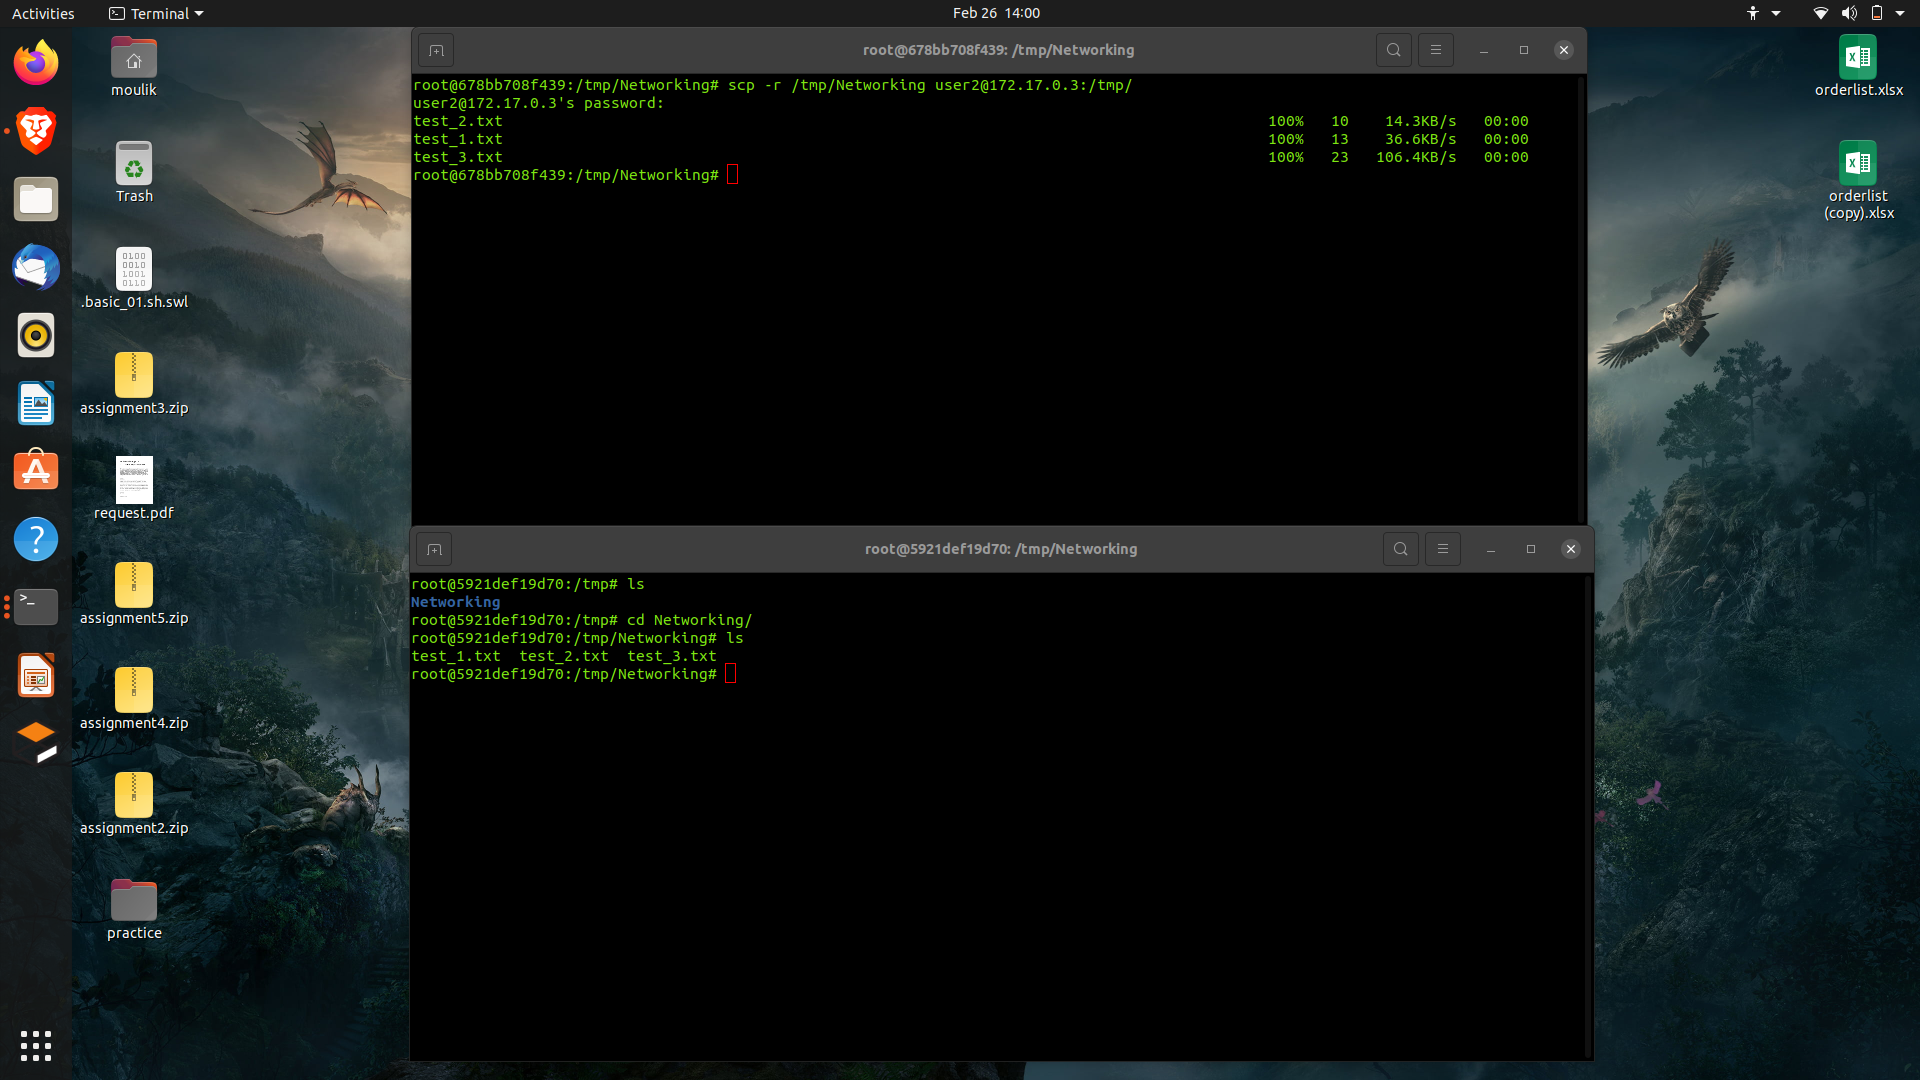 Activities
Terminal
Feb 26 14:00
moulik
Trash
.basic_01.sh.swl
assignment3.zip
request.pdf
assignment5.zip
assignment4.zip
assignment2.zip
practice
root@678bb708f439: /tmp/Networking
root@678bb708f439:/tmp/Networking# scp -r /tmp/Networking user2@172.17.0.3:/tmp/
user2@172.17.0.3's password:
test_2.txt 100% 10 14.3KB/s 00:00
test_1.txt 100% 13 36.6KB/s 00:00
test_3.txt 100% 23 106.4KB/s 00:00
root@678bb708f439:/tmp/Networking#
root@5921def19d70: /tmp/Networking
root@5921def19d70:/tmp# ls
Networking
root@5921def19d70:/tmp# cd Networking/
root@5921def19d70:/tmp/Networking# ls
test_1.txt test_2.txt test_3.txt
root@5921def19d70:/tmp/Networking#
orderlist.xlsx
orderlist
(copy).xlsx